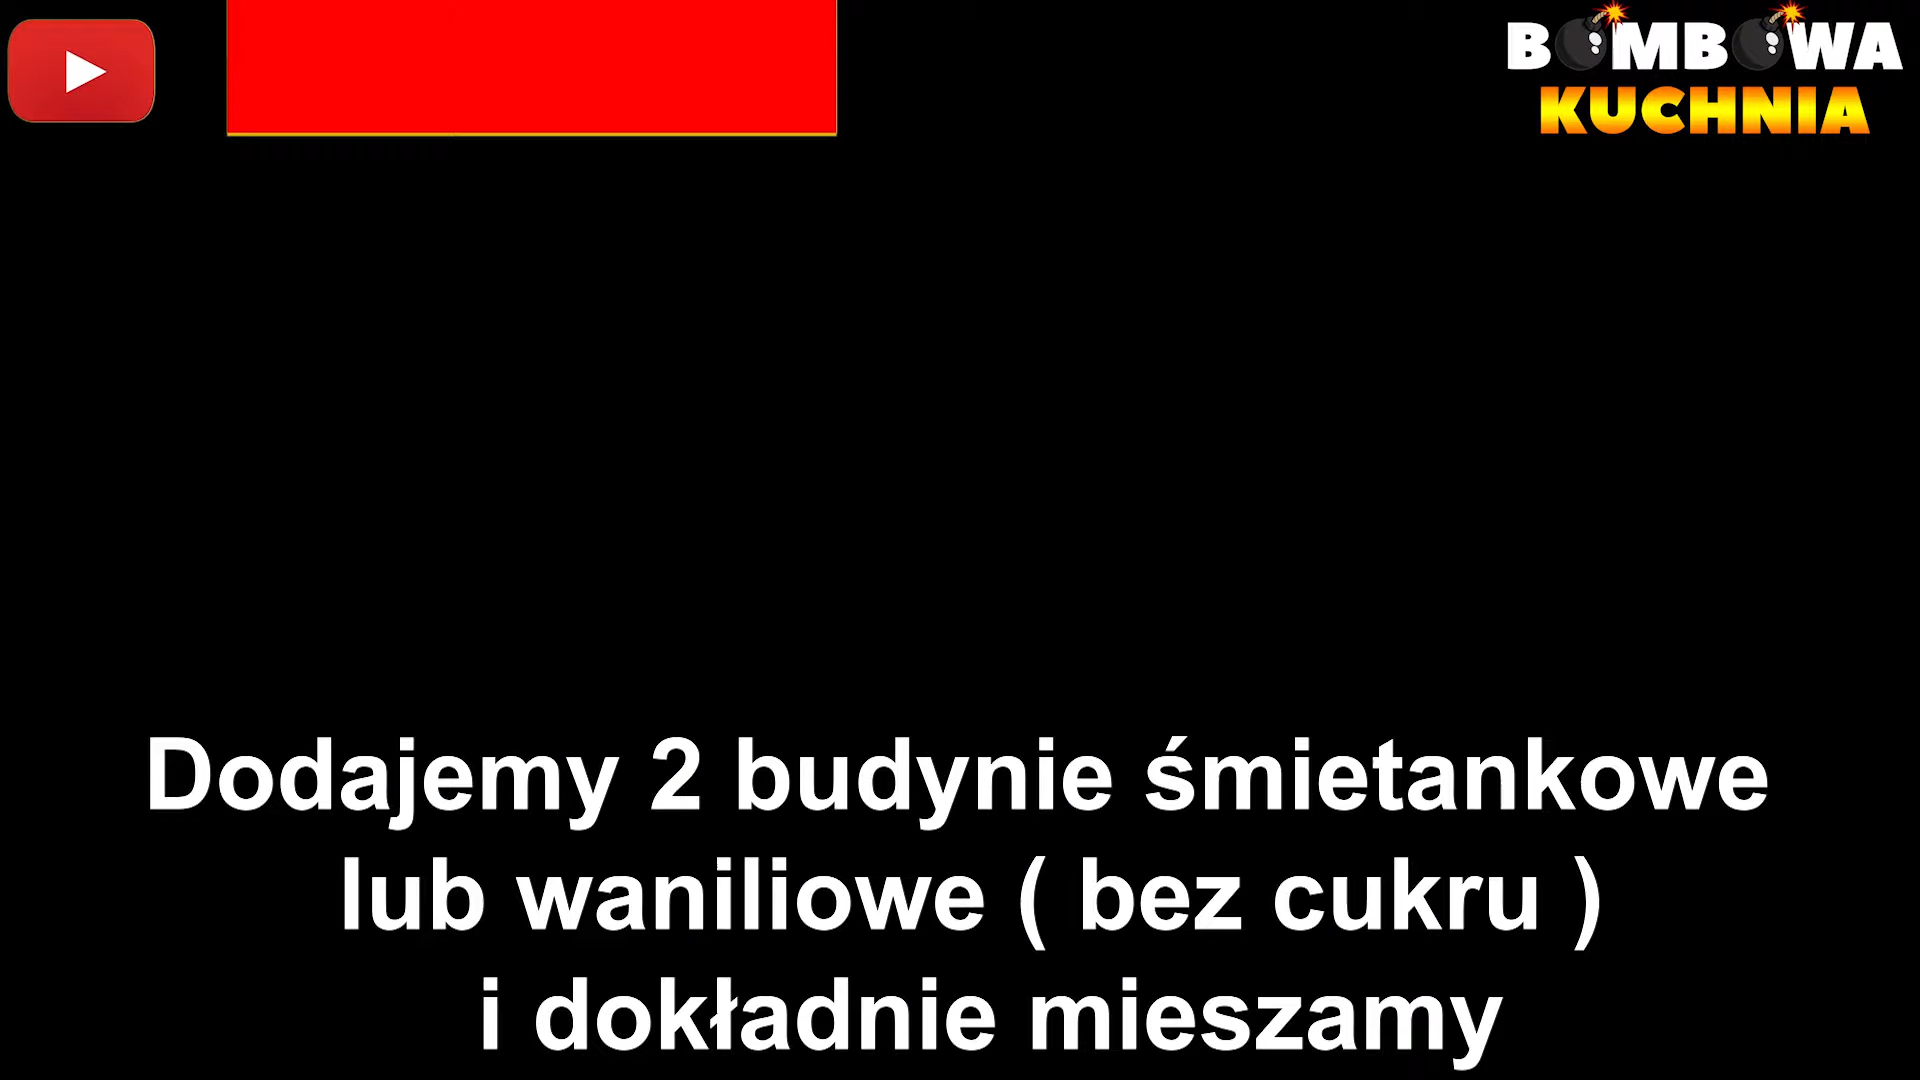 BOMBOWA
KUCHNIA
Dodajemy 2 budynie śmietankowe
lub waniliowe ( bez cukru )
i dokładnie mieszamy